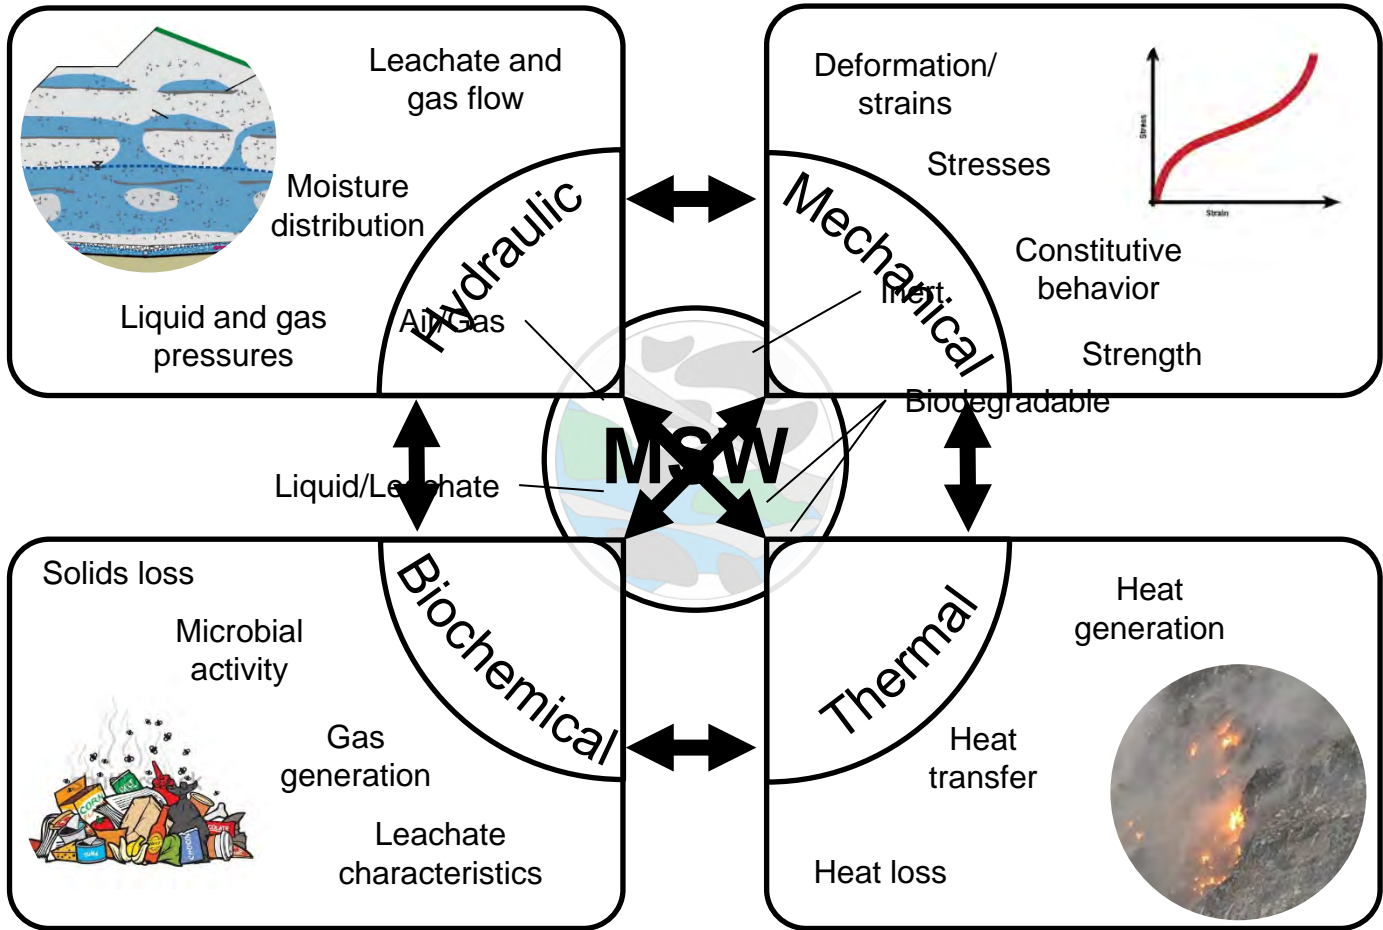 Leachate and
gas flow
Moisture
distribution
Liquid and gas
pressures
Hydraulic
Deformation/
strains
Stresses
Constitutive
behavior
Strength
Mechanical
Stress
Strain
Air/Gas
Inert
Biodegradable
Liquid/Leachate
MSW
Solids loss
Microbial
activity
Gas
generation
Leachate
characteristics
Biochemical
CORN
Thermal
Heat
generation
Heat
transfer
Heat loss